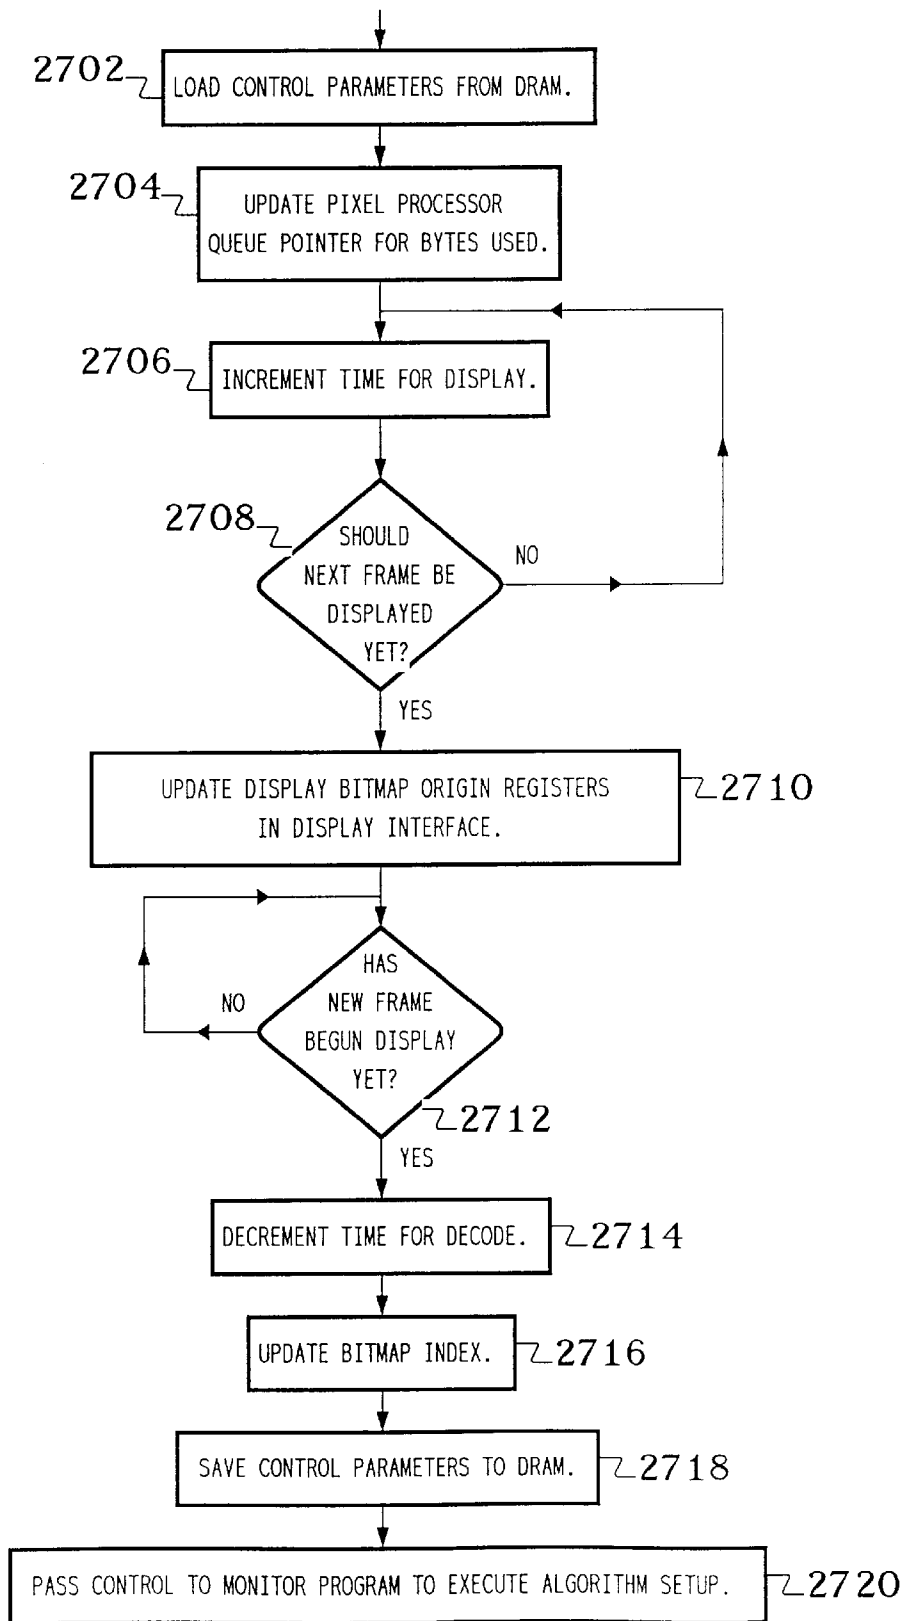 2702
LOAD CONTROL PARAMETERS FROM DRAM.
2704
UPDATE PIXEL PROCESSOR
QUEUE POINTER FOR BYTES USED.
2706
INCREMENT TIME FOR DISPLAY.
2708
SHOULD
NEXT FRAME BE
DISPLAYED
YET?
NO
YES
UPDATE DISPLAY BITMAP ORIGIN REGISTERS
IN DISPLAY INTERFACE.
2710
HAS
NEW FRAME
BEGUN DISPLAY
YET?
NO
2712
YES
DECREMENT TIME FOR DECODE.
2714
UPDATE BITMAP INDEX.
2716
SAVE CONTROL PARAMETERS TO DRAM.
2718
PASS CONTROL TO MONITOR PROGRAM TO EXECUTE ALGORITHM SETUP.
2720